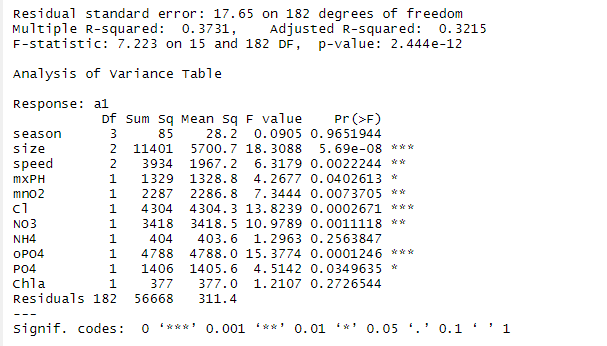 Residual standard error: 17.65 on 182 degrees of freedom
Multiple R-squared:  0.3731,    Adjusted R-squared:  0.3215
F-statistic: 7.223 on 15 and 182 DF,  p-value: 2.444e-12
Analysis of Variance Table
Response: a1
           Df Sum Sq Mean Sq F value    Pr(>F)
season      3     85    28.2  0.0905 0.9651944
size        2  11401  5700.7 18.3088  5.69e-08 ***
speed       2   3934  1967.2  6.3179 0.0022244 **
mxPH        1   1329  1328.8  4.2677 0.0402613 *
mnO2        1   2287  2286.8  7.3444 0.0073705 **
Cl          1   4304  4304.3 13.8239 0.0002671 ***
NO3         1   3418  3418.5 10.9789 0.0011118 **
NH4         1    404   403.6  1.2963 0.2563847
oPO4        1   4788  4788.0 15.3774 0.0001246 ***
PO4         1   1406  1405.6  4.5142 0.0349635 *
Chla        1    377   377.0  1.2107 0.2726544
Residuals 182  56668   311.4
---
Signif. codes:  0 ‘***’ 0.001 ‘**’ 0.01 ‘*’ 0.05 ‘.’ 0.1 ‘ ’ 1